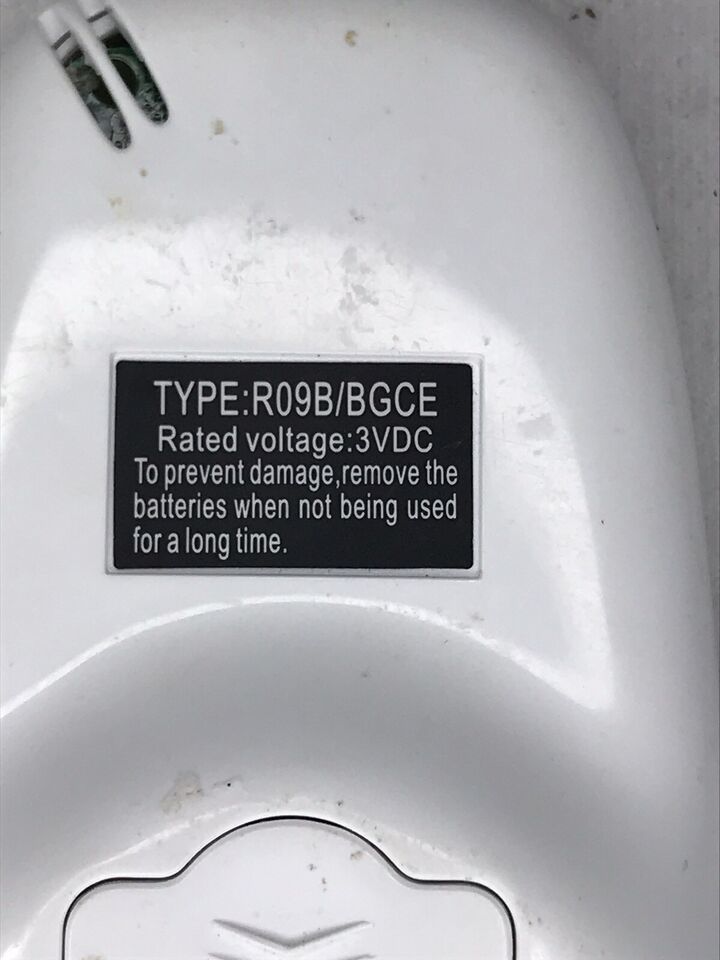 TYPE:R09B/BGCE
Rated voltage:3VDC
To prevent damage,remove the
batteries when not being used
for a long time.